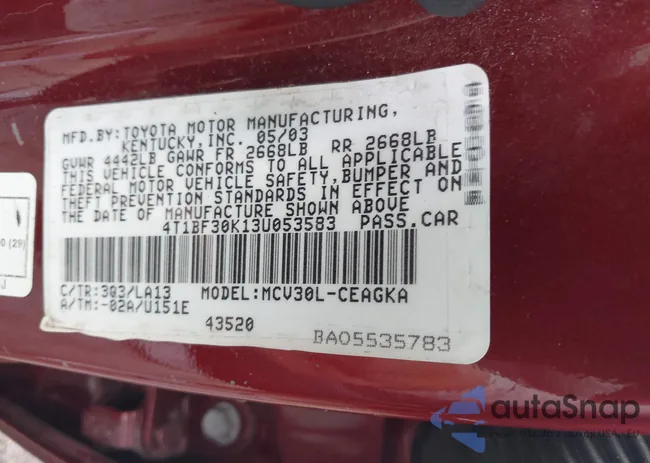 MFD.BY:TOYOTA MOTOR MANUFACTURING,
KENTUCKY,INC. 05/03
GVWR 4442LB GAWR FR 2668LB RR 2668LB
THIS VEHICLE CONFORMS TO ALL APPLICABLE
FEDERAL MOTOR VEHICLE SAFETY,BUMPER AND
THEFT PREVENTION STANDARDS IN EFFECT ON
THE DATE OF MANUFACTURE SHOWN ABOVE
4T1BF30K13U053583 PASS.CAR
C/TR:3Q3/LA13 MODEL:MCV30L-CEAGKA
A/TM:-02A/U151E
43520
BA05535783
0 (29)
J
autoSnap